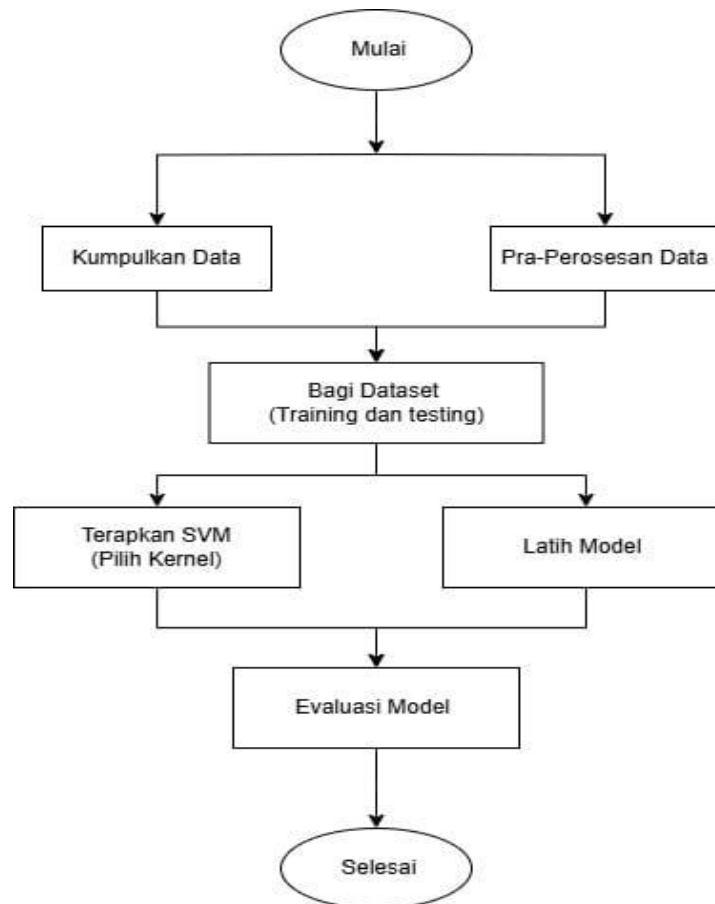 Mulai
Kumpulkan Data
Pra-Perosesan Data
Bagi Dataset
(Training dan testing)
Terapkan SVM
(Pilih Kernel)
Latih Model
Evaluasi Model
Selesai